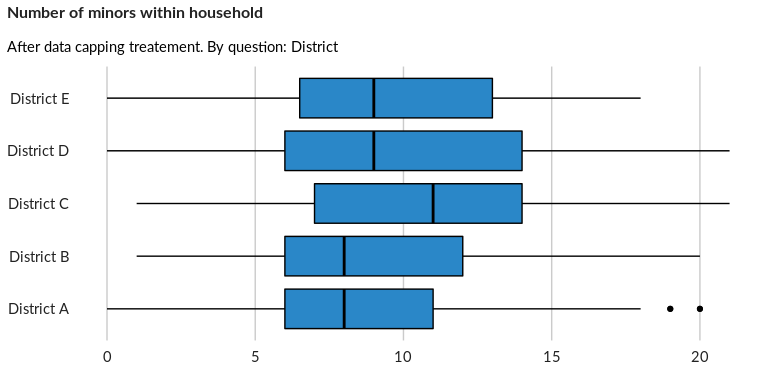 Number of minors within household
After data capping treatement. By question: District
District E
District D
District C
District B
District A
0 5 10 15 20